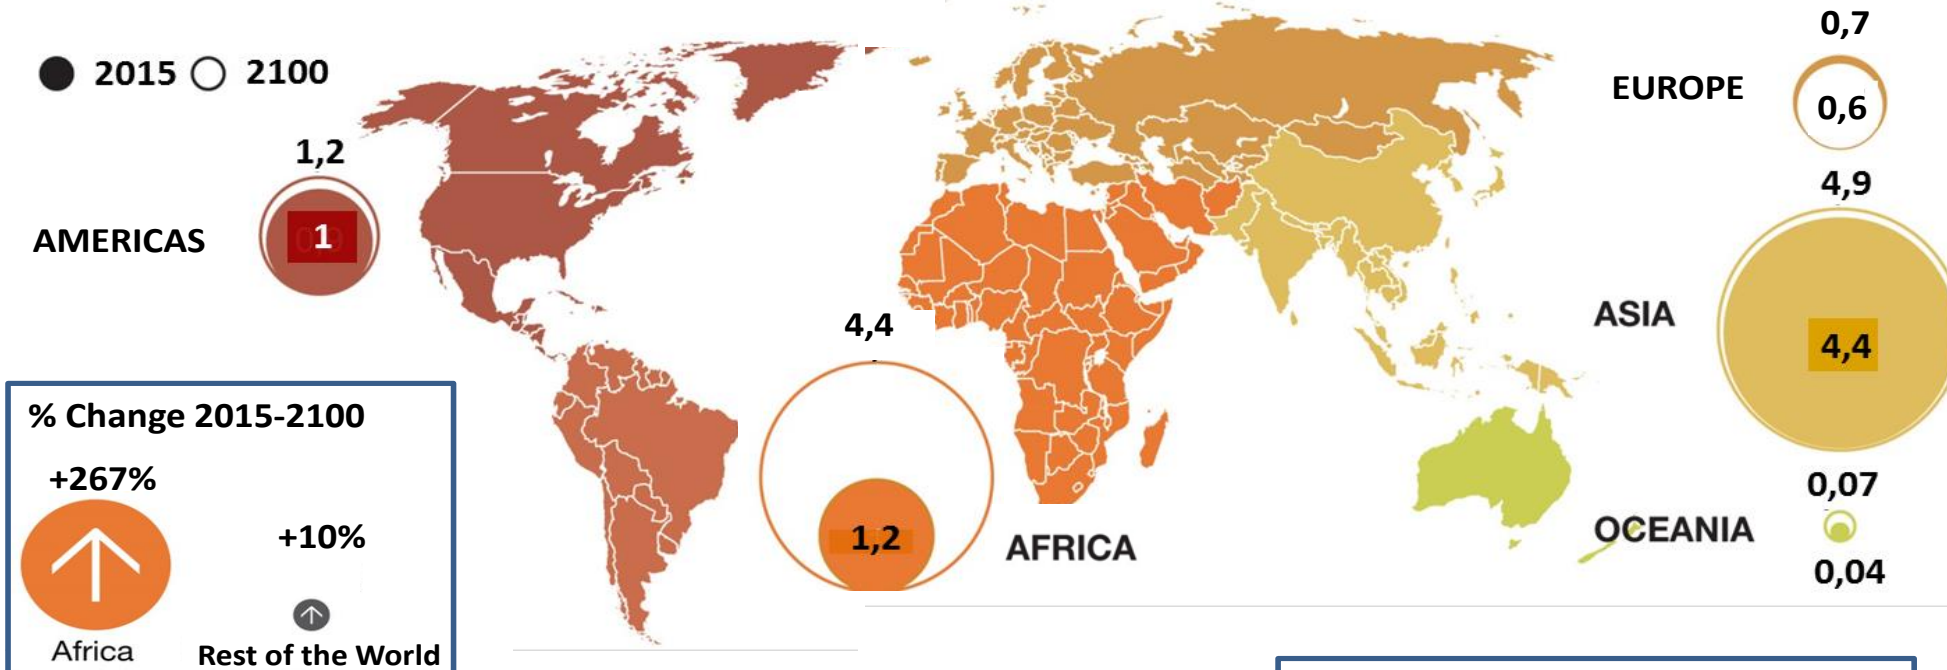 2015 2100
1,2
1
AMERICAS
% Change 2015-2100
+267%
+10%
Africa
Rest of the World
4,4
1,2
AFRICA
0,7
EUROPE
0,6
4,9
ASIA
4,4
0,07
OCEANIA
0,04